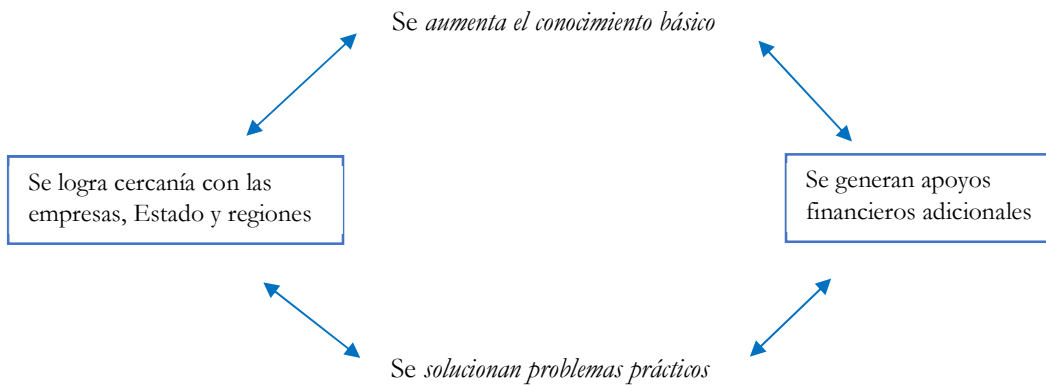 Se aumenta el conocimiento básico
Se logra cercanía con las
empresas, Estado y regiones
Se generan apoyos
financieros adicionales
Se solucionan problemas prácticos